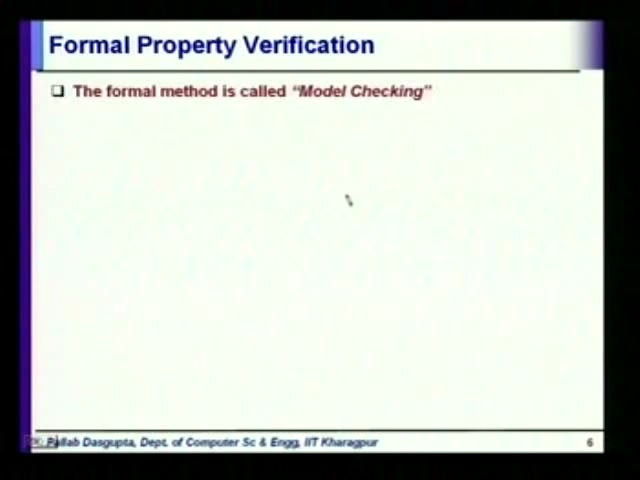 Formal Property Verification
The formal method is called "Model Checking"
Pallab Dasgupta, Dept. of Computer Sc & Engg, IIT Kharagpur
6